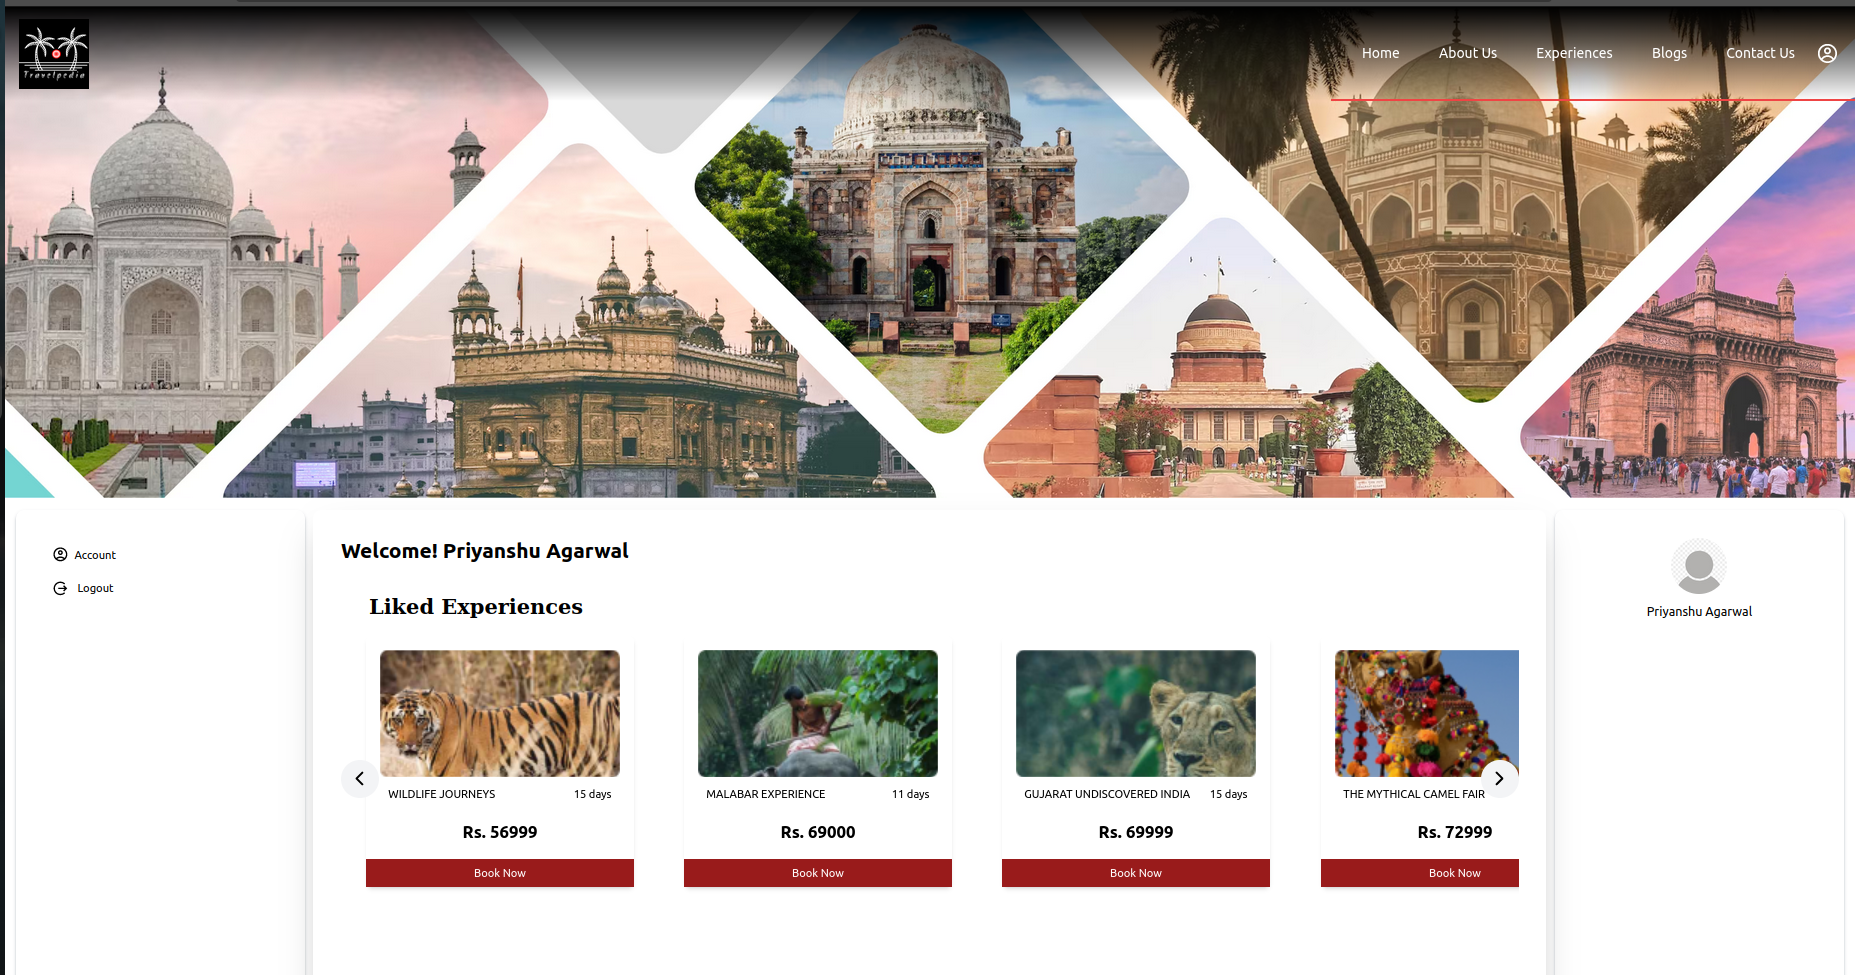 Travelpedia
Home About Us Experiences Blogs Contact Us
Account
Logout
Welcome! Priyanshu Agarwal
Liked Experiences
WILDLIFE JOURNEYS 15 days
Rs. 56999
Book Now
MALABAR EXPERIENCE 11 days
Rs. 69000
Book Now
GUJARAT UNDISCOVERED INDIA 15 days
Rs. 69999
Book Now
THE MYTHICAL CAMEL FAIR
Rs. 72999
Book Now
Priyanshu Agarwal